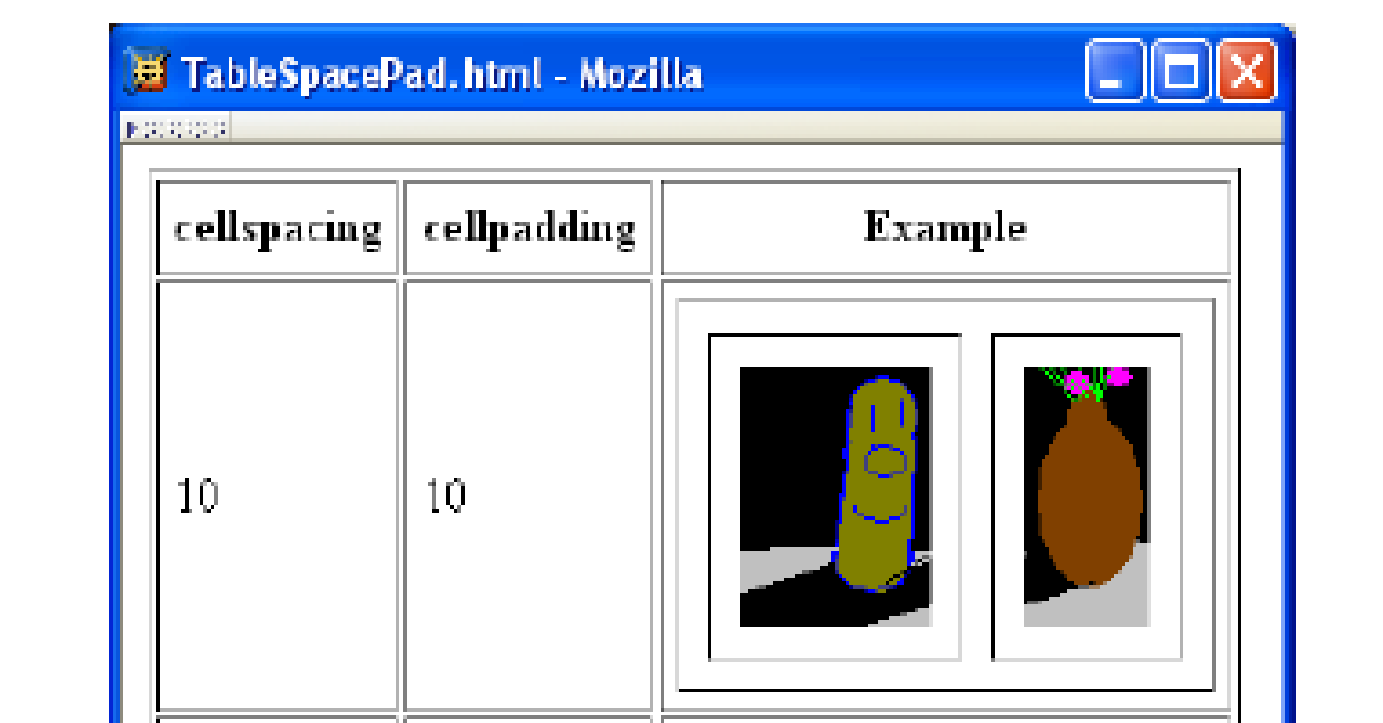 TableSpacePad.html - Mozilla
cellspacing cellpadding Example
10 10